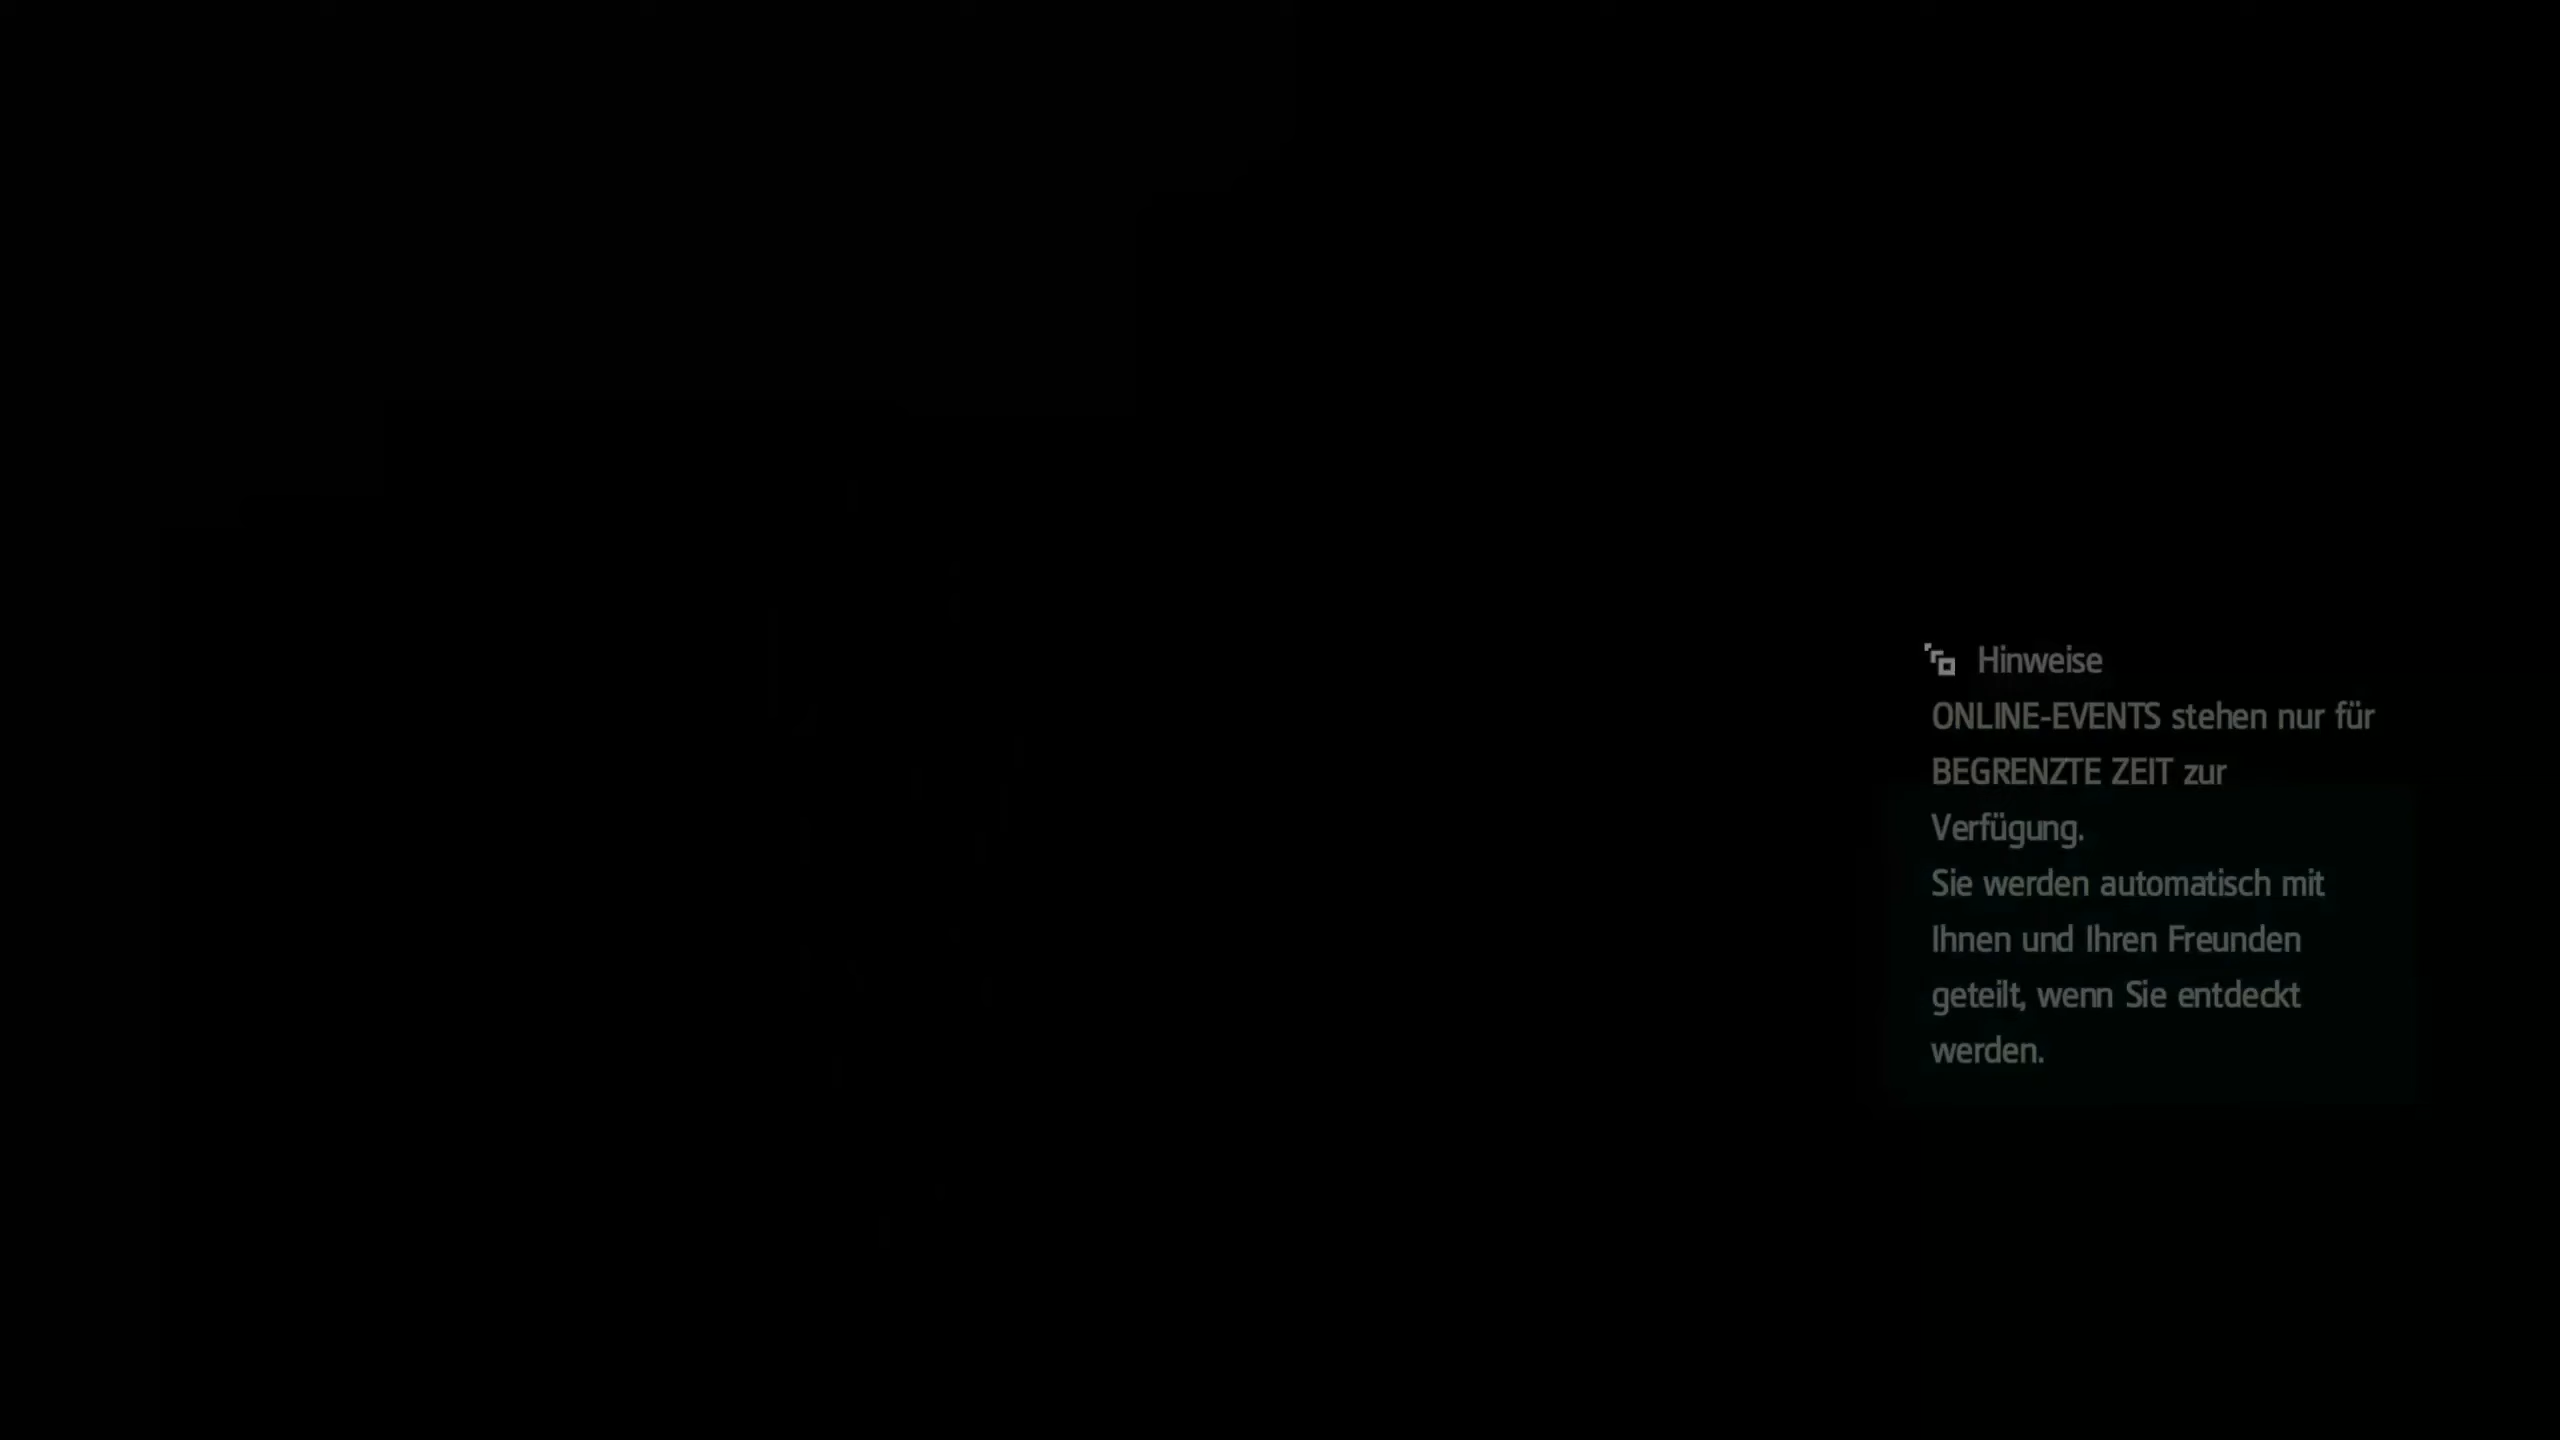 Hinweise
ONLINE-EVENTS stehen nur für
BEGRENZTE ZEIT zur
Verfügung.
Sie werden automatisch mit
Ihnen und Ihren Freunden
geteilt, wenn Sie entdeckt
werden.